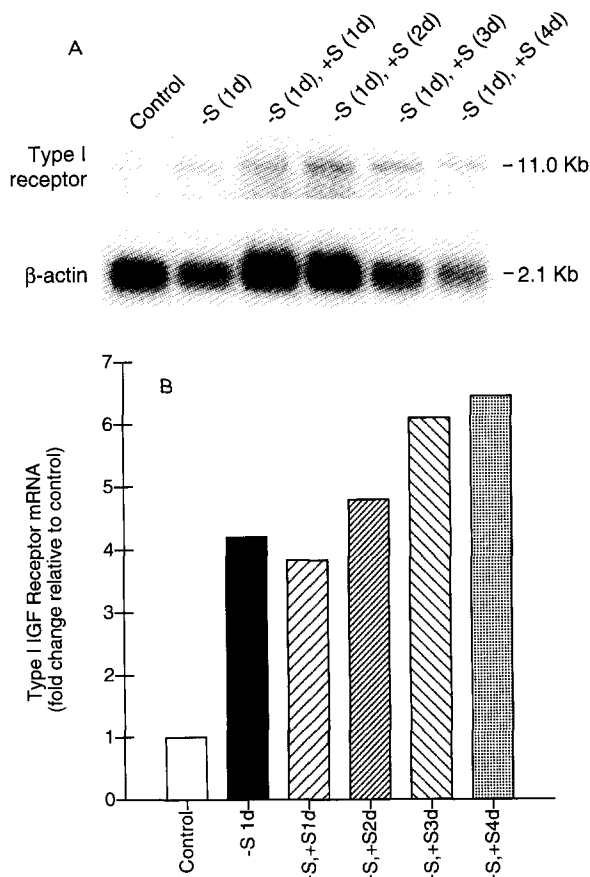 A
Control
-S (1d)
-S (1d), +S (1d)
-S (1d), +S (2d)
-S (1d), +S (3d)
-S (1d), +S (4d)
Type I
receptor
-11.0 Kb
β-actin
-2.1 Kb
B
Type I IGF Receptor mRNA
(fold change relative to control)
7
6
5
4
3
2
1
0
Control
-S 1d
-S,+S1d
-S,+S2d
-S,+S3d
-S,+S4d